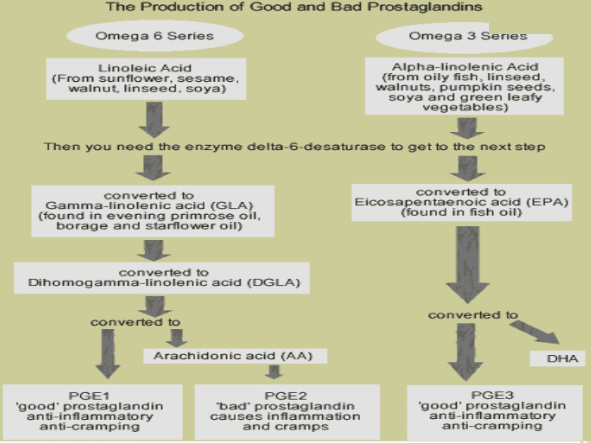 The Production of Good and Bad Prostaglandins
Omega 6 Series
Omega 3 Series
Linoleic Acid
(From sunflower, sesame,
walnut, linseed, soya)
Alpha-linolenic Acid
(from oily fish, linseed,
walnuts, pumpkin seeds,
soya and green leafy
vegetables)
Then you need the enzyme delta-6-desaturase to get to the next step
converted to
Gamma-linolenic acid (GLA)
(found in evening primrose oil,
borage and starflower oil)
converted to
Eicosapentaenoic acid (EPA)
(found in fish oil)
converted to
Dihomogamma-linolenic acid (DGLA)
converted to
converted to
Arachidonic acid (AA)
DHA
PGE1
'good' prostaglandin
anti-inflammatory
anti-cramping
PGE2
'bad' prostaglandin
causes inflammation
and cramps
PGE3
'good' prostaglandin
anti-inflammatory
anti-cramping